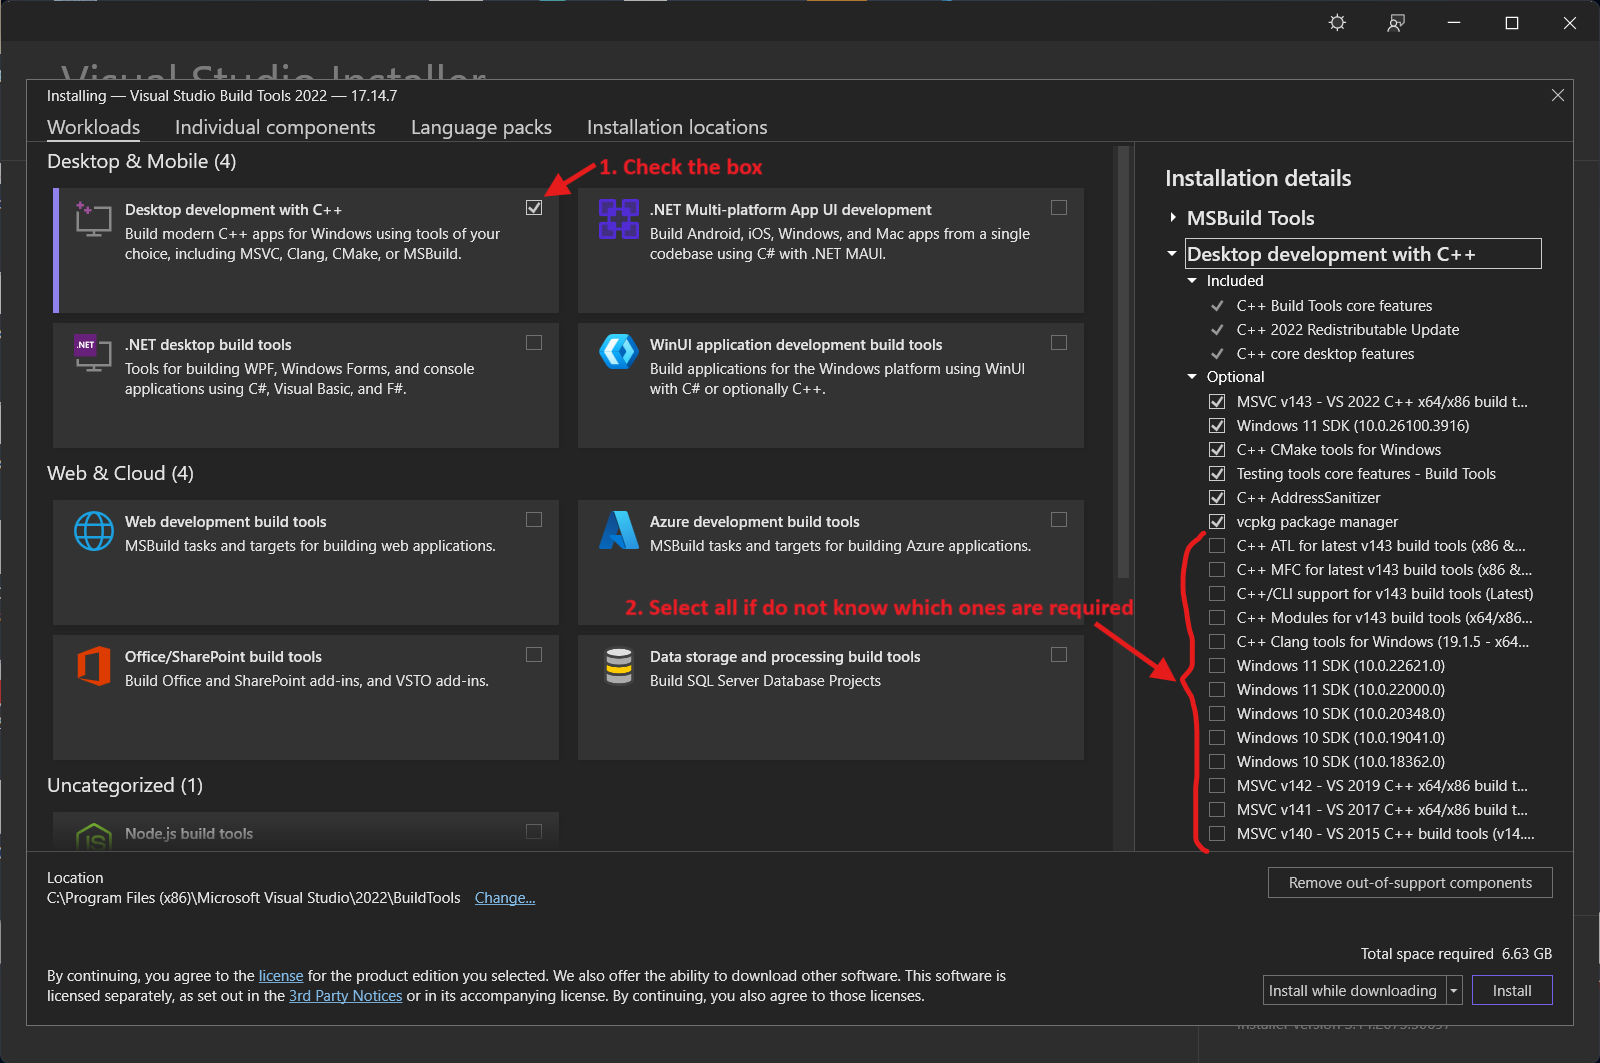 Visual Studio Installer
Installing — Visual Studio Build Tools 2022 — 17.14.7
Workloads
Individual components
Language packs
Installation locations
Desktop & Mobile (4)
1. Check the box
Desktop development with C++
Build modern C++ apps for Windows using tools of your
choice, including MSVC, Clang, CMake, or MSBuild.
.NET Multi-platform App UI development
Build Android, iOS, Windows, and Mac apps from a single
codebase using C# with .NET MAUI.
.NET
.NET desktop build tools
Tools for building WPF, Windows Forms, and console
applications using C#, Visual Basic, and F#.
WinUI application development build tools
Build applications for the Windows platform using WinUI
with C# or optionally C++.
Web & Cloud (4)
Web development build tools
MSBuild tasks and targets for building web applications.
Azure development build tools
MSBuild tasks and targets for building Azure applications.
2. Select all if do not know which ones are required
Office/SharePoint build tools
Build Office and SharePoint add-ins, and VSTO add-ins.
Data storage and processing build tools
Build SQL Server Database Projects
Uncategorized (1)
JS
Node.js build tools
Installation details
MSBuild Tools
Desktop development with C++
Included
C++ Build Tools core features
C++ 2022 Redistributable Update
C++ core desktop features
Optional
MSVC v143 - VS 2022 C++ x64/x86 build t...
Windows 11 SDK (10.0.26100.3916)
C++ CMake tools for Windows
Testing tools core features - Build Tools
C++ AddressSanitizer
vcpkg package manager
C++ ATL for latest v143 build tools (x86 &...
C++ MFC for latest v143 build tools (x86 &...
C++/CLI support for v143 build tools (Latest)
C++ Modules for v143 build tools (x64/x86...
C++ Clang tools for Windows (19.1.5 - x64...
Windows 11 SDK (10.0.22621.0)
Windows 11 SDK (10.0.22000.0)
Windows 10 SDK (10.0.20348.0)
Windows 10 SDK (10.0.19041.0)
Windows 10 SDK (10.0.18362.0)
MSVC v142 - VS 2019 C++ x64/x86 build t...
MSVC v141 - VS 2017 C++ x64/x86 build t...
MSVC v140 - VS 2015 C++ build tools (v14....
Location
C:\Program Files (x86)\Microsoft Visual Studio\2022\BuildTools
Change...
Remove out-of-support components
Total space required 6.63 GB
By continuing, you agree to the license for the product edition you selected. We also offer the ability to download other software. This software is
licensed separately, as set out in the 3rd Party Notices or in its accompanying license. By continuing, you also agree to those licenses.
Install while downloading
Install